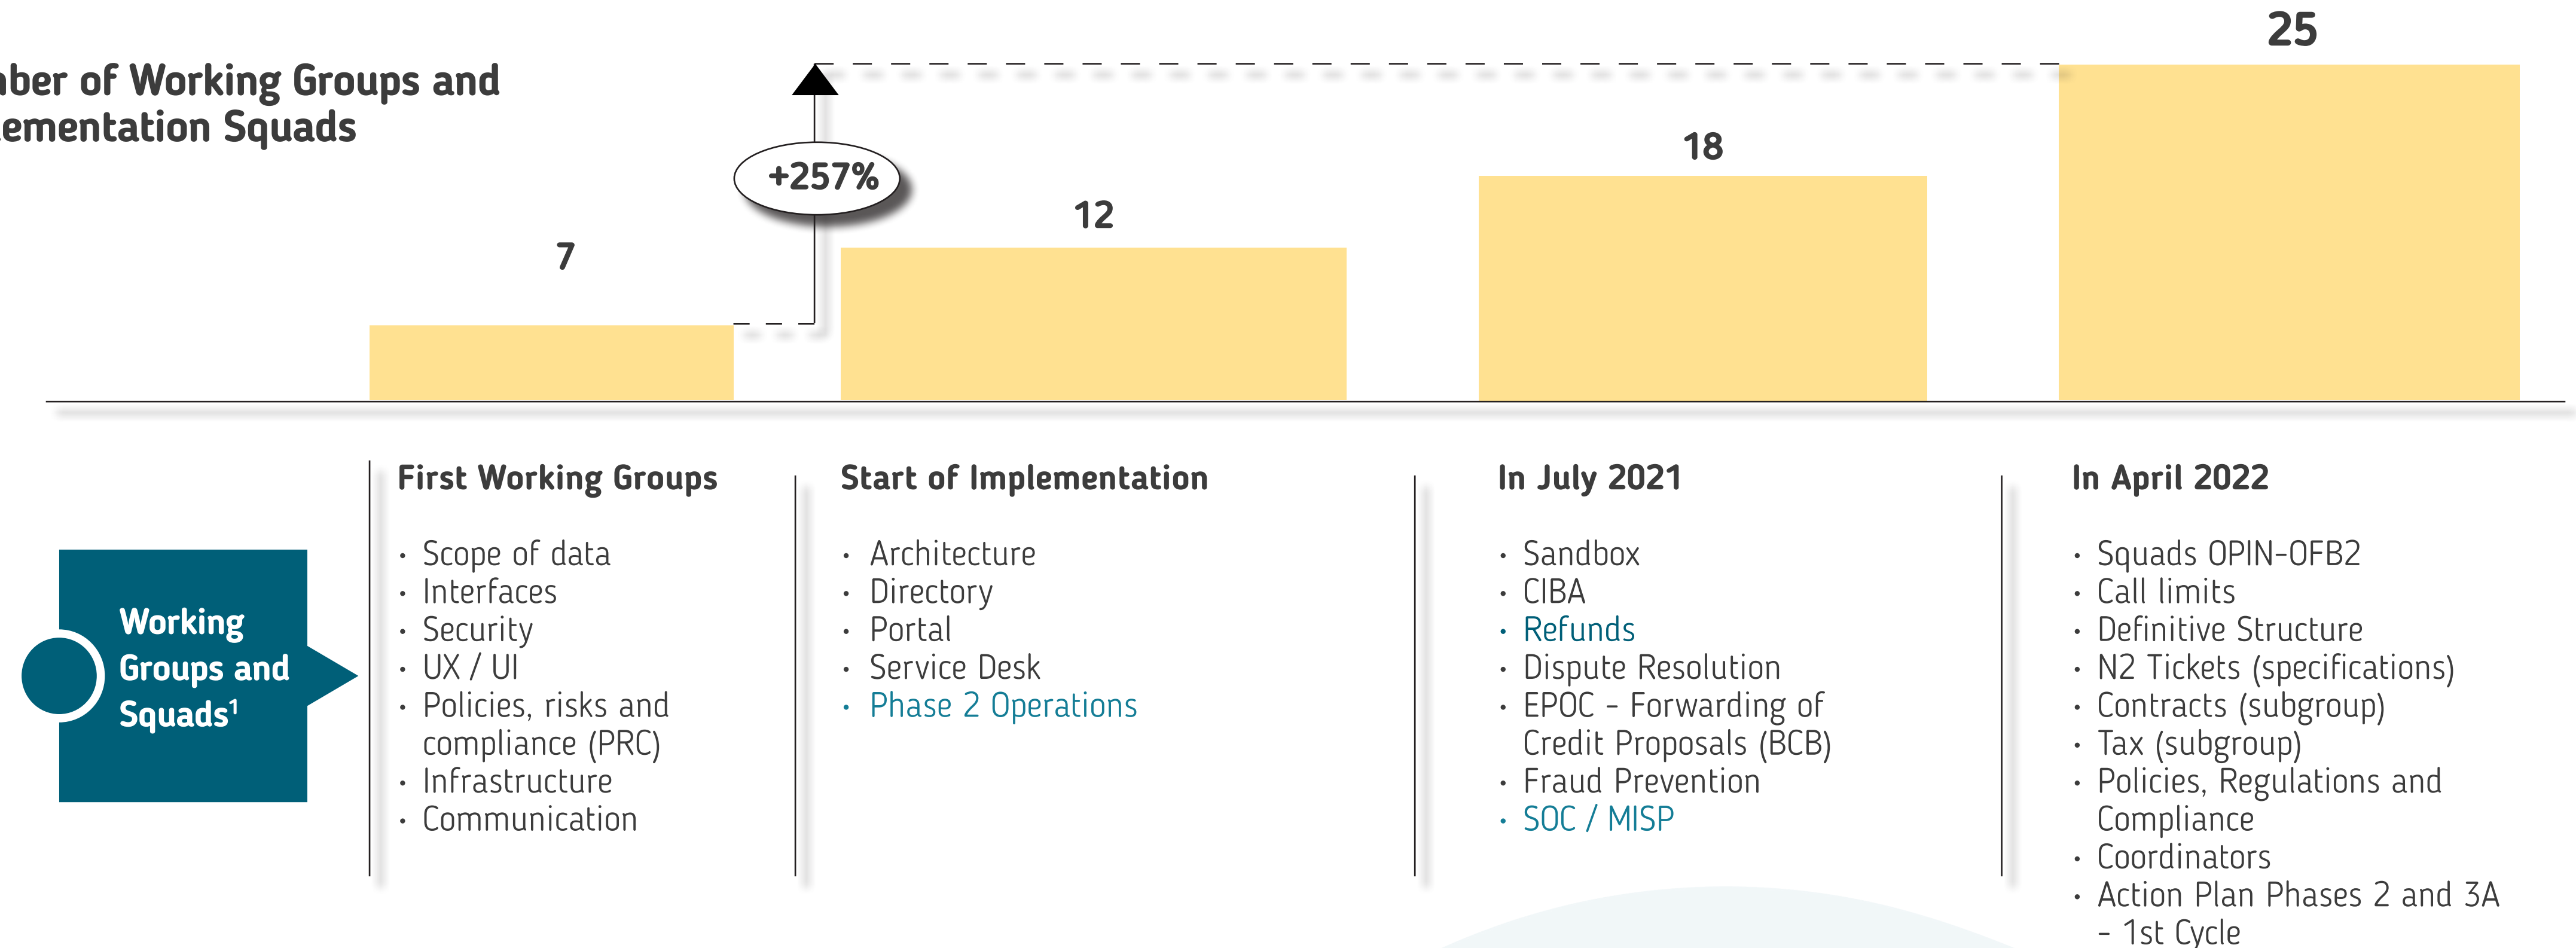 ber of Working Groups and
ementation Squads
25
18
+257%
12
7
Working
Groups and
Squads¹
First Working Groups
• Scope of data
• Interfaces
• Security
• UX / UI
• Policies, risks and
compliance (PRC)
• Infrastructure
• Communication
Start of Implementation
• Architecture
• Directory
• Portal
• Service Desk
• Phase 2 Operations
In July 2021
• Sandbox
• CIBA
• Refunds
• Dispute Resolution
• EPOC - Forwarding of
Credit Proposals (BCB)
• Fraud Prevention
• SOC / MISP
In April 2022
• Squads OPIN-OFB2
• Call limits
• Definitive Structure
• N2 Tickets (specifications)
• Contracts (subgroup)
• Tax (subgroup)
• Policies, Regulations and
Compliance
• Coordinators
• Action Plan Phases 2 and 3A
- 1st Cycle